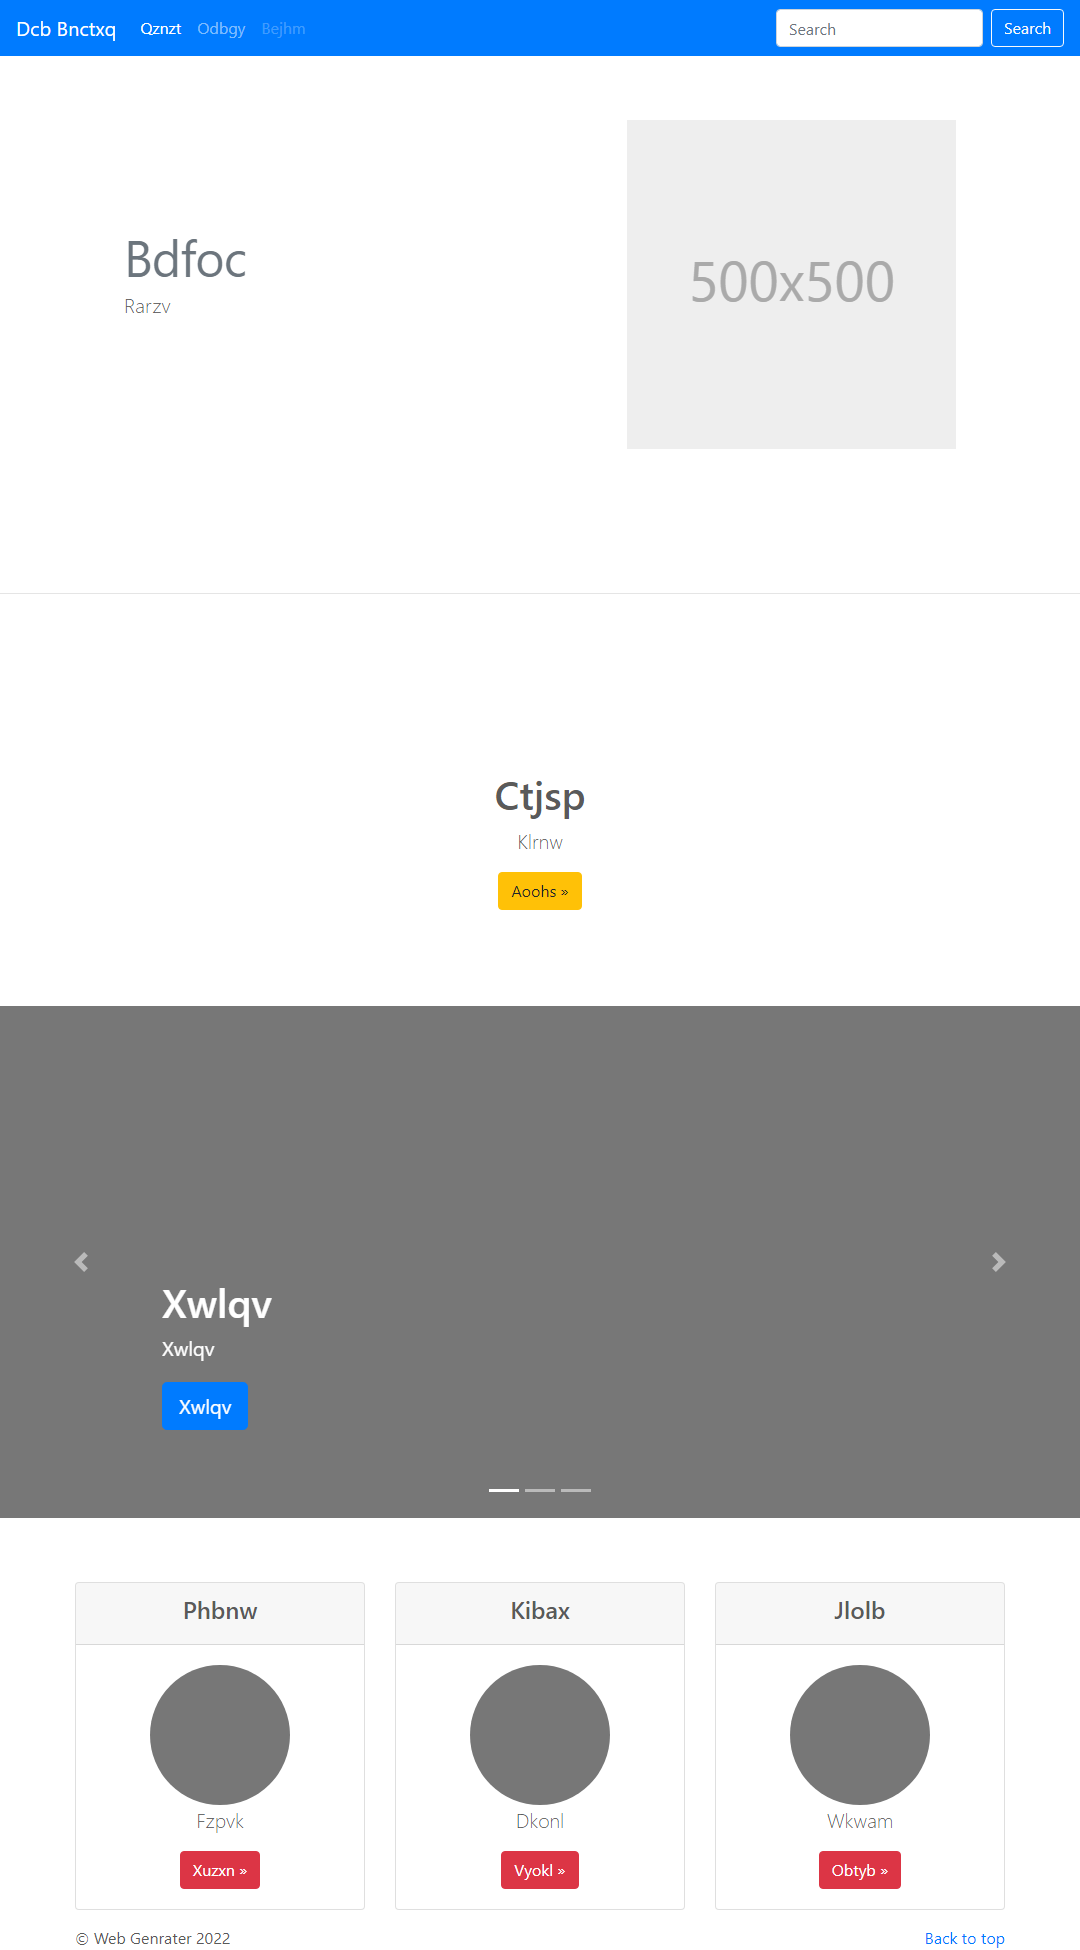 Dcb Bnctxq Qznzt Odbgy Bejhm Search Search
Bdfoc
Rarzv
500x500
Ctjsp
Klrnw
Aoohs »
Xwlqv
Xwlqv
Xwlqv
Phbnw
Fzpvk
Xuzxn »
Kibax
Dkonl
Vyokl »
Jlolb
Wkwam
Obtyb »
© Web Genrater 2022
Back to top